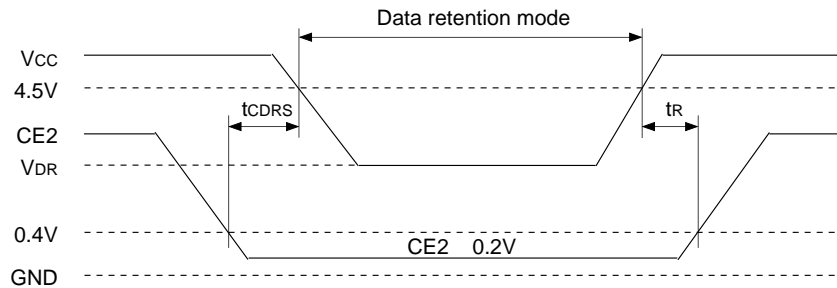 Data retention mode
VCC
4.5V
tCDRS
tR
CE2
VDR
0.4V
CE2 0.2V
GND